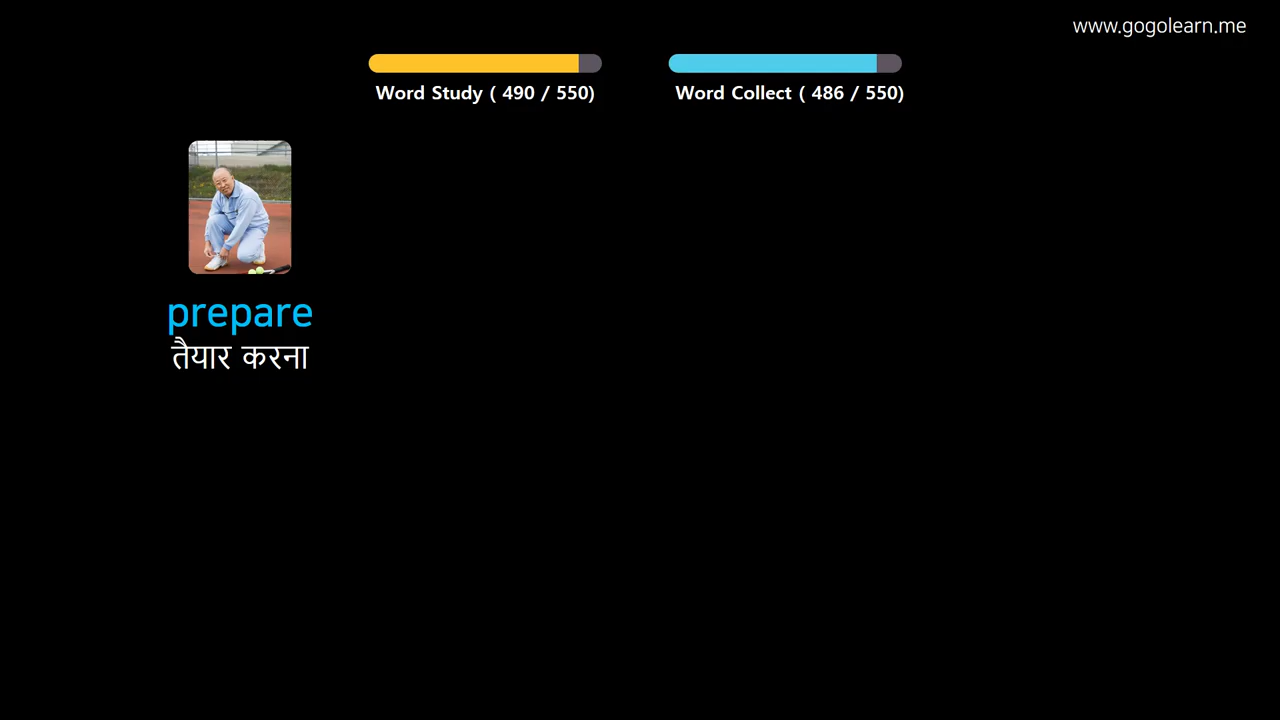 www.gogolearn.me
Word Study ( 490 / 550)
Word Collect ( 486 / 550)
prepare
तैयार करना